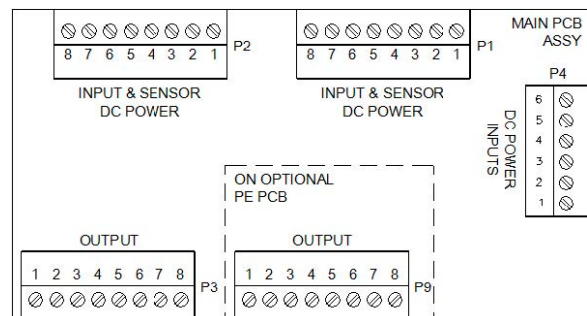 MAIN PCB
ASSY
P2
P1
8 7 6 5 4 3 2 1
8 7 6 5 4 3 2 1
INPUT & SENSOR
DC POWER
INPUT & SENSOR
DC POWER
P4
6
5
4
3
2
1
DC POWER
INPUTS
ON OPTIONAL
PE PCB
OUTPUT
1 2 3 4 5 6 7 8
P3
OUTPUT
1 2 3 4 5 6 7 8
P9